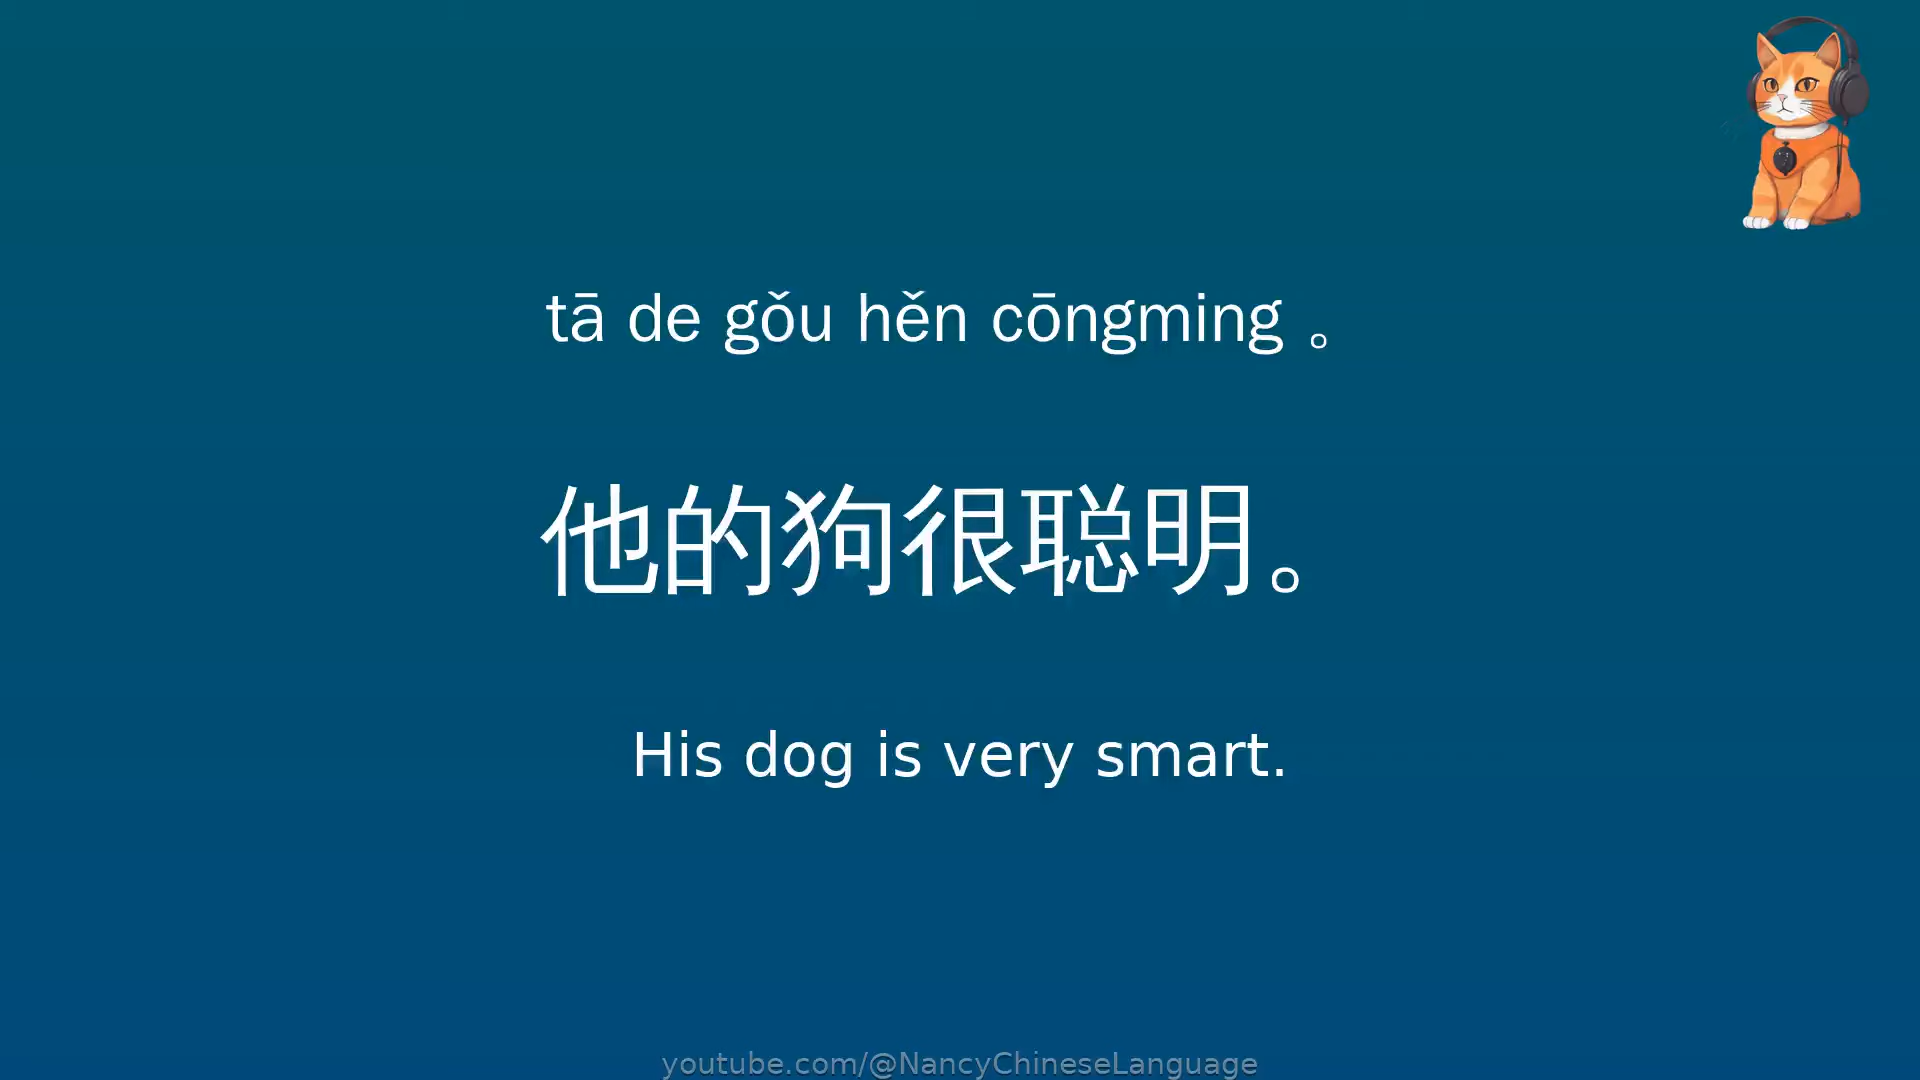 tā de gǒu hěn cōngming 。
他的狗很聪明。
His dog is very smart.
youtube.com/@NancyChineseLanguage